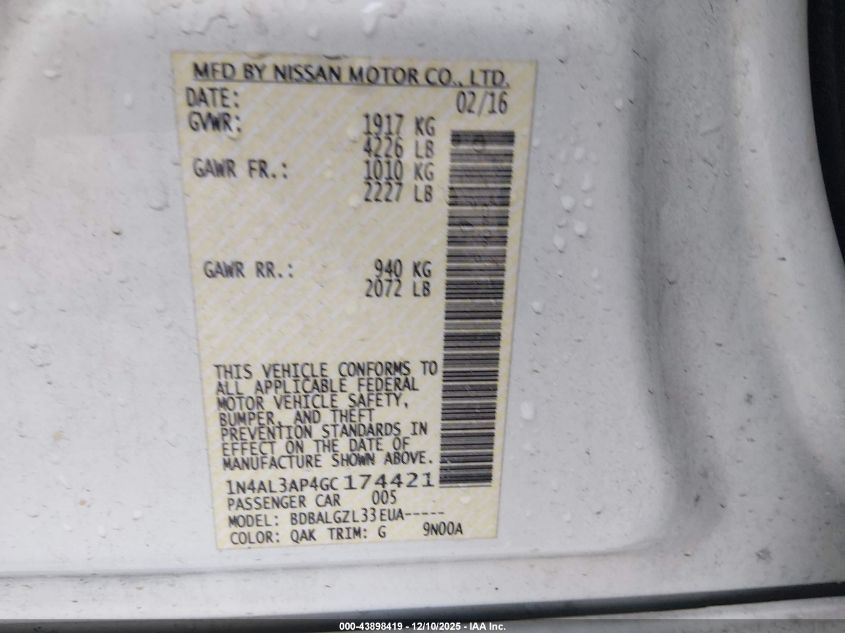 MFD BY NISSAN MOTOR CO., LTD.
DATE: 02/16
GVWR: 1917 KG
4226 LB
GAWR FR.: 1010 KG
2227 LB
GAWR RR.: 940 KG
2072 LB
THIS VEHICLE CONFORMS TO
ALL APPLICABLE FEDERAL
MOTOR VEHICLE SAFETY,
BUMPER, AND THEFT
PREVENTION STANDARDS IN
EFFECT ON THE DATE OF
MANUFACTURE SHOWN ABOVE.
1N4AL3AP4GC174421
PASSENGER CAR 005
MODEL: BDBALGZL33EUA-----
COLOR: QAK TRIM: G 9N00A
000-43898419 - 12/10/2025 - IAA Inc.